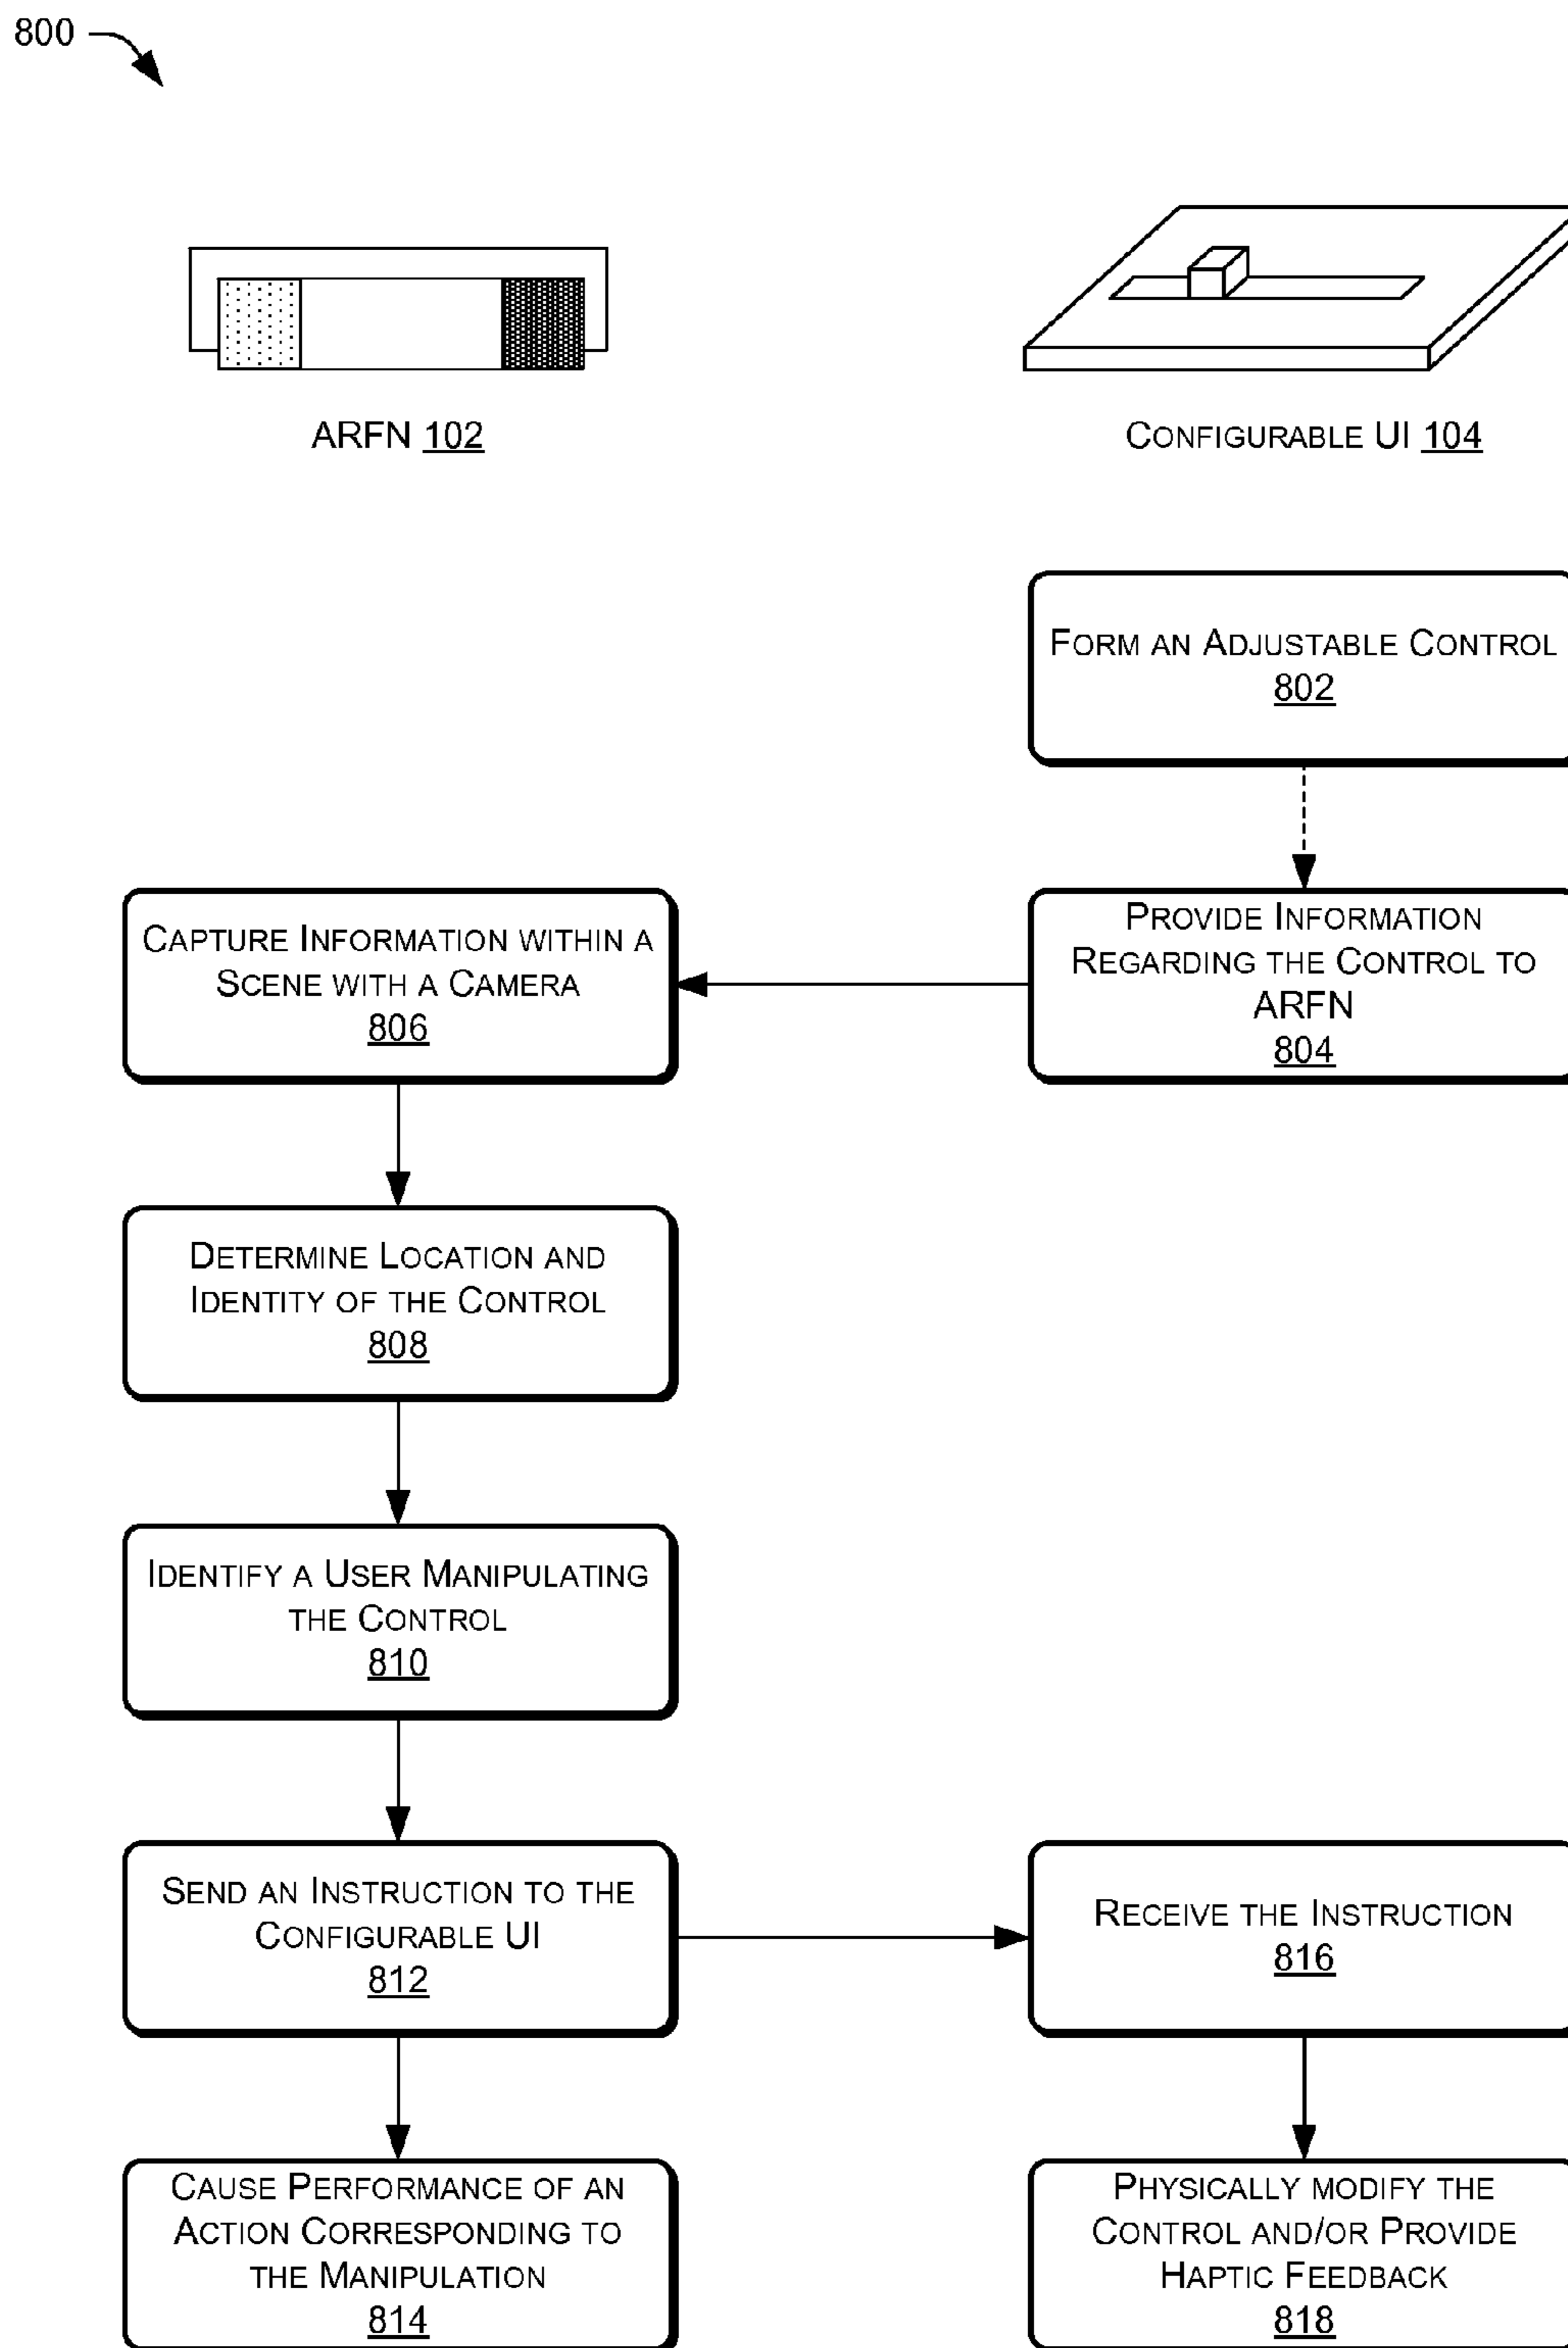 800
ARFN 102
CONFIGURABLE UI 104
FORM AN ADJUSTABLE CONTROL
802
PROVIDE INFORMATION
REGARDING THE CONTROL TO
ARFN
804
CAPTURE INFORMATION WITHIN A
SCENE WITH A CAMERA
806
DETERMINE LOCATION AND
IDENTITY OF THE CONTROL
808
IDENTIFY A USER MANIPULATING
THE CONTROL
810
SEND AN INSTRUCTION TO THE
CONFIGURABLE UI
812
RECEIVE THE INSTRUCTION
816
CAUSE PERFORMANCE OF AN
ACTION CORRESPONDING TO
THE MANIPULATION
814
PHYSICALLY MODIFY THE
CONTROL AND/OR PROVIDE
HAPTIC FEEDBACK
818